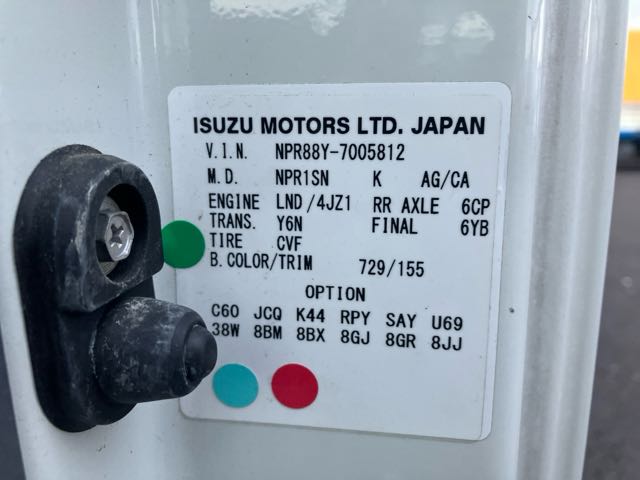 ISUZU MOTORS LTD. JAPAN
V.I.N. NPR88Y-7005812
M.D. NPR1SN K AG/CA
ENGINE LND/4JZ1 RR AXLE 6CP
TRANS. Y6N FINAL 6YB
TIRE CVF
B.COLOR/TRIM 729/155
OPTION
C60 JCQ K44 RPY SAY U69
38W 8BM 8BX 8GJ 8GR 8JJ